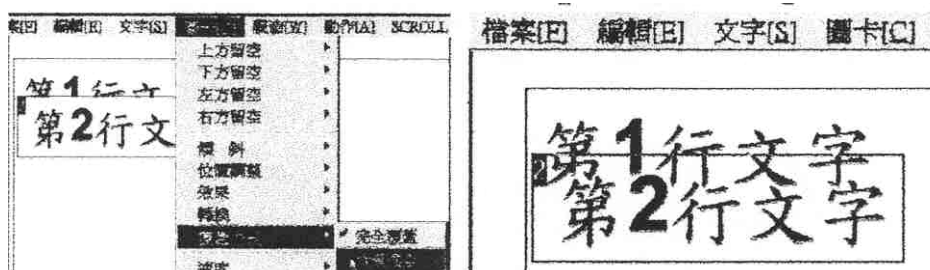 案[F] 編輯[E] 文字[S] 視窗[W] 動作[A] SCROLL
上方留空
下方留空
左方留空
右方留空
傾 斜
位置調整
效果
轉換
完全覆蓋
速度
第1行文
第2行文
檔案[F] 編輯[E] 文字[S] 圖卡[C]
第1行文字
2
第2行文字